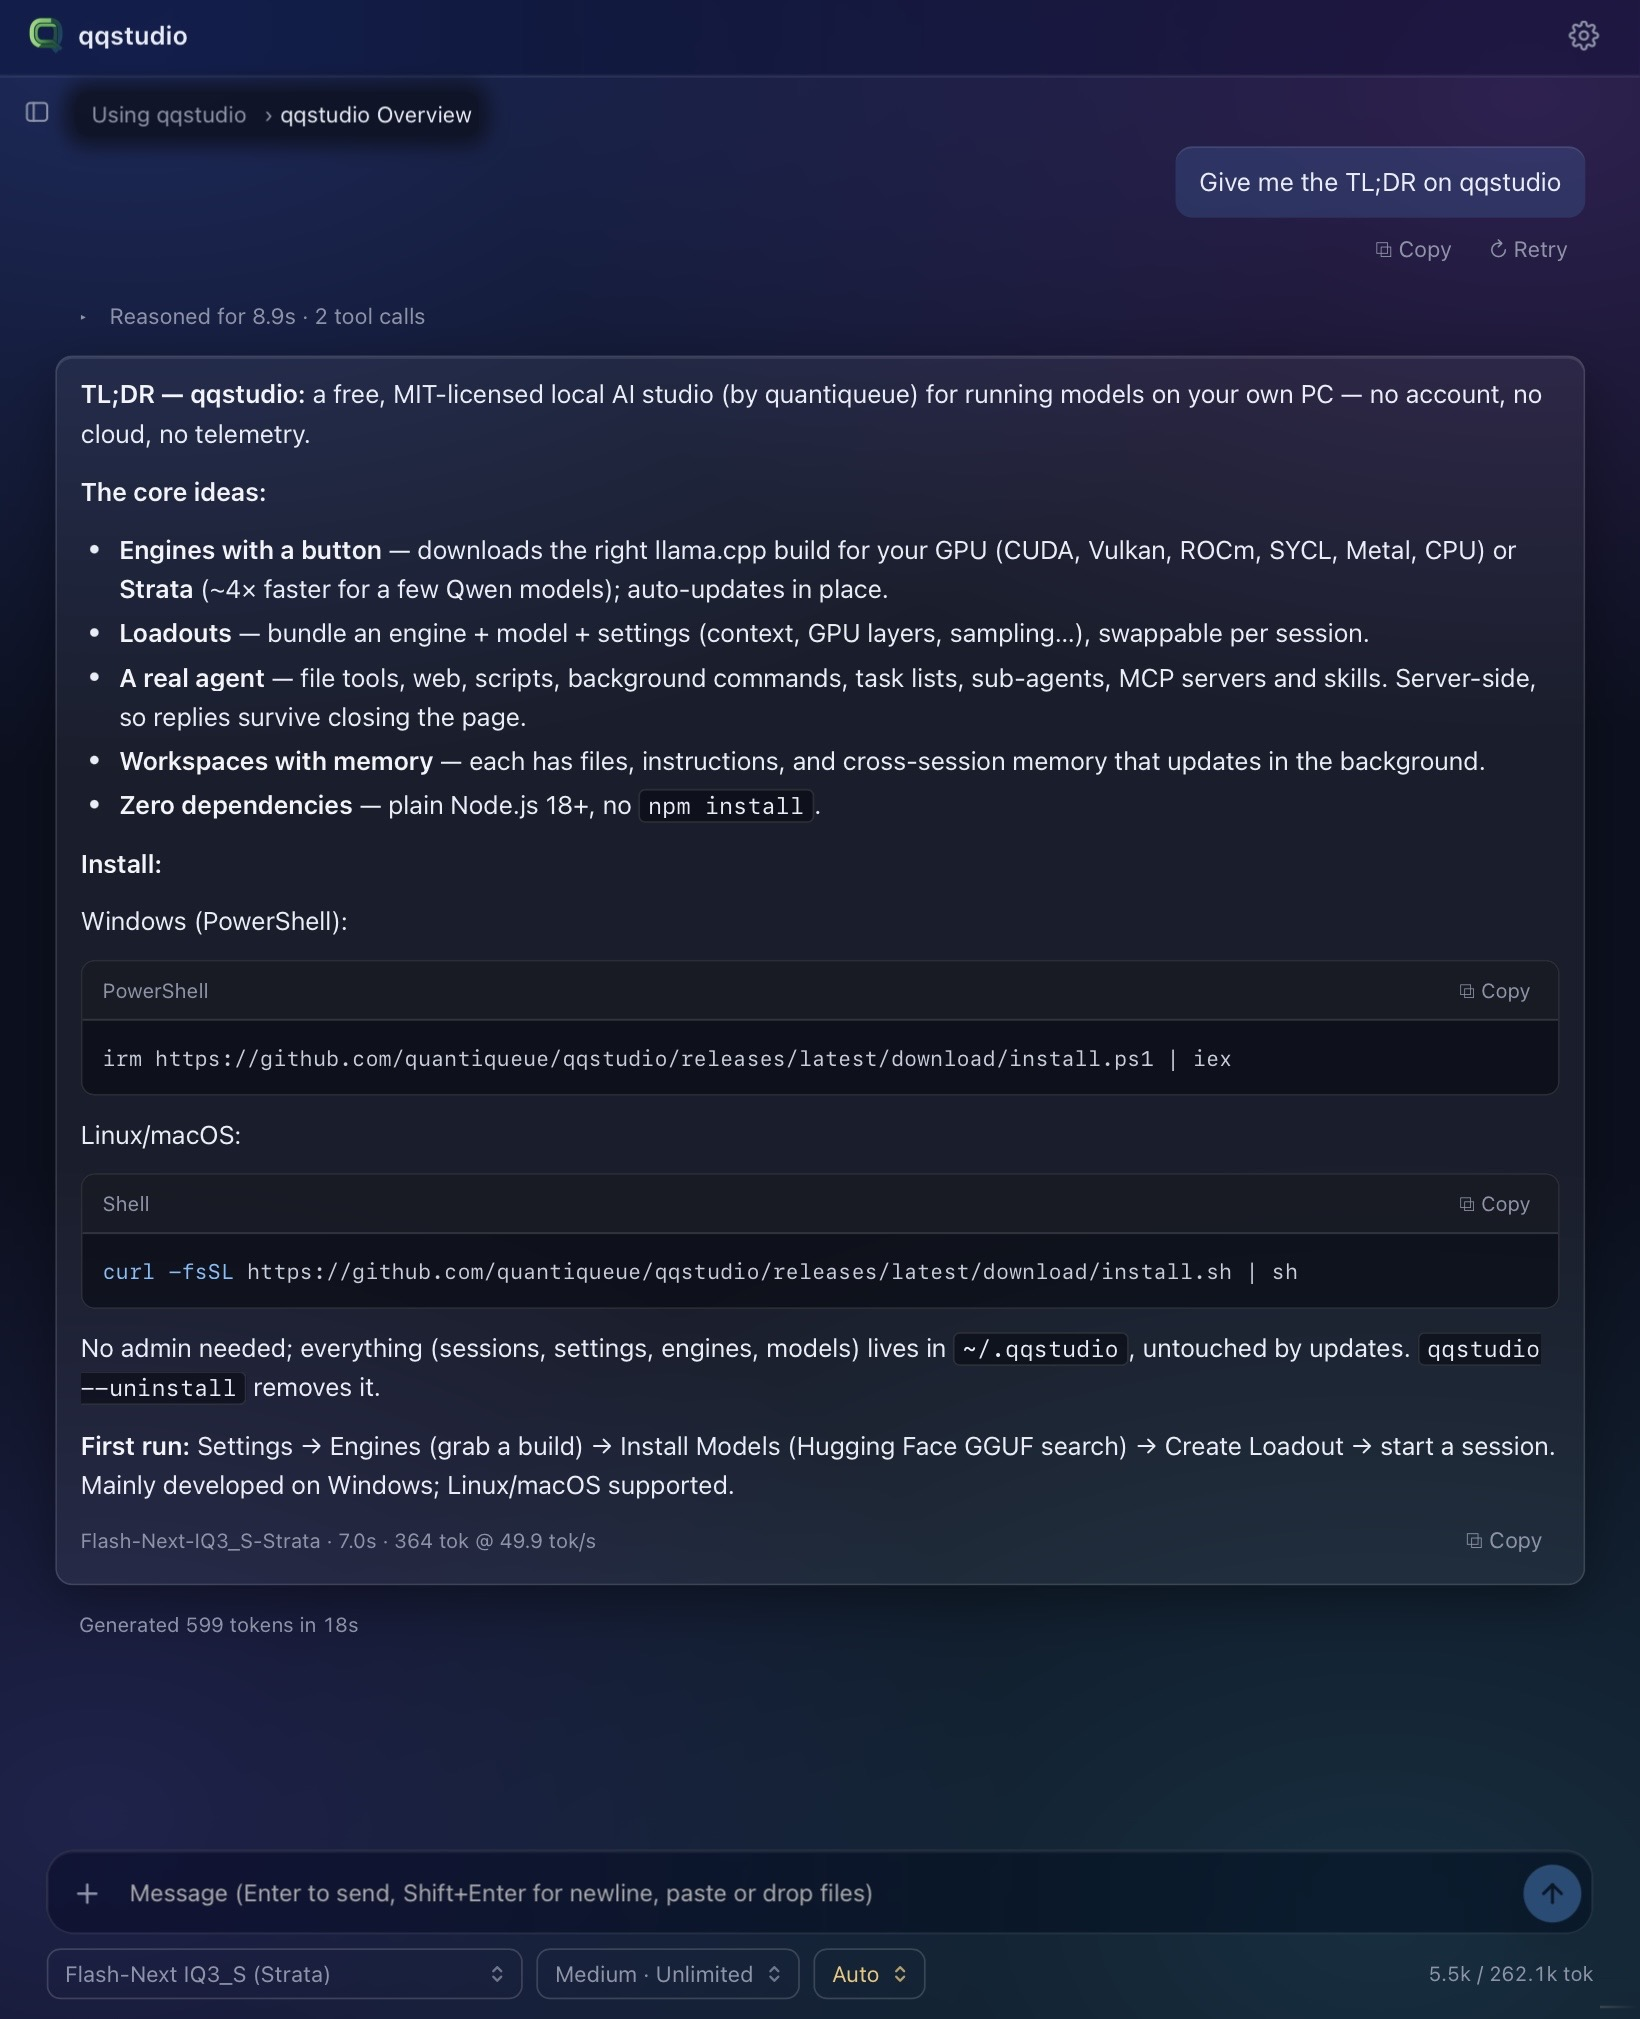 qqstudio
Using qqstudio › qqstudio Overview
Give me the TL;DR on qqstudio
Copy Retry
Reasoned for 8.9s · 2 tool calls
TL;DR — qqstudio: a free, MIT-licensed local AI studio (by quantiqueue) for running models on your own PC — no account, no
cloud, no telemetry.
The core ideas:
• Engines with a button — downloads the right llama.cpp build for your GPU (CUDA, Vulkan, ROCm, SYCL, Metal, CPU) or
Strata (~4× faster for a few Qwen models); auto-updates in place.
• Loadouts — bundle an engine + model + settings (context, GPU layers, sampling…), swappable per session.
• A real agent — file tools, web, scripts, background commands, task lists, sub-agents, MCP servers and skills. Server-side,
so replies survive closing the page.
• Workspaces with memory — each has files, instructions, and cross-session memory that updates in the background.
• Zero dependencies — plain Node.js 18+, no npm install.
Install:
Windows (PowerShell):
PowerShell Copy
irm https://github.com/quantiqueue/qqstudio/releases/latest/download/install.ps1 | iex
Linux/macOS:
Shell Copy
curl -fsSL https://github.com/quantiqueue/qqstudio/releases/latest/download/install.sh | sh
No admin needed; everything (sessions, settings, engines, models) lives in ~/.qqstudio, untouched by updates. qqstudio
--uninstall removes it.
First run: Settings → Engines (grab a build) → Install Models (Hugging Face GGUF search) → Create Loadout → start a session.
Mainly developed on Windows; Linux/macOS supported.
Flash-Next-IQ3_S-Strata · 7.0s · 364 tok @ 49.9 tok/s Copy
Generated 599 tokens in 18s
Message (Enter to send, Shift+Enter for newline, paste or drop files)
Flash-Next IQ3_S (Strata) Medium · Unlimited Auto 5.5k / 262.1k tok